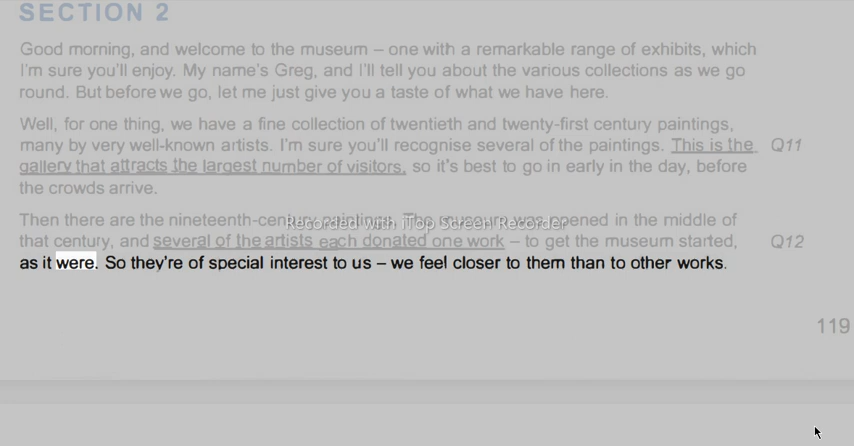 SECTION 2
Good morning, and welcome to the museum – one with a remarkable range of exhibits, which
I'm sure you'll enjoy. My name's Greg, and I'll tell you about the various collections as we go
round. But before we go, let me just give you a taste of what we have here.
Well, for one thing, we have a fine collection of twentieth and twenty-first century paintings,
many by very well-known artists. I'm sure you'll recognise several of the paintings. This is the Q11
gallery that attracts the largest number of visitors, so it's best to go in early in the day, before
the crowds arrive.
Then there are the nineteenth-century paintings. The museum was opened in the middle of
Recorded with iTop Screen Recorder
that century, and several of the artists each donated one work – to get the museum started, Q12
as it were. So they're of special interest to us – we feel closer to them than to other works.
119